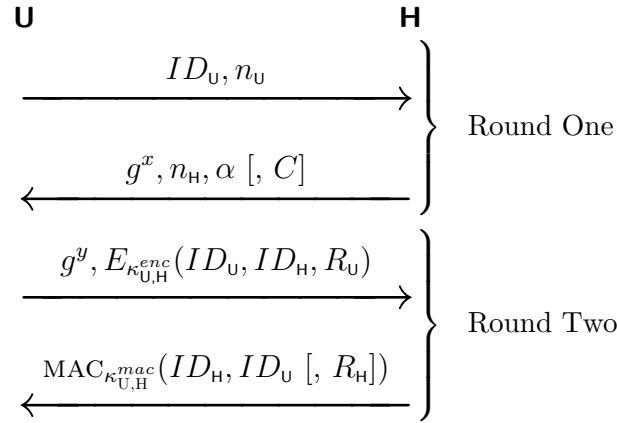 U H
ID_U, n_U
g^x, n_H, α [, C]
Round One
g^y, E_{κ^{enc}_{U,H}}(ID_U, ID_H, R_U)
Round Two
MAC_{κ^{mac}_{U,H}}(ID_H, ID_U [, R_H])